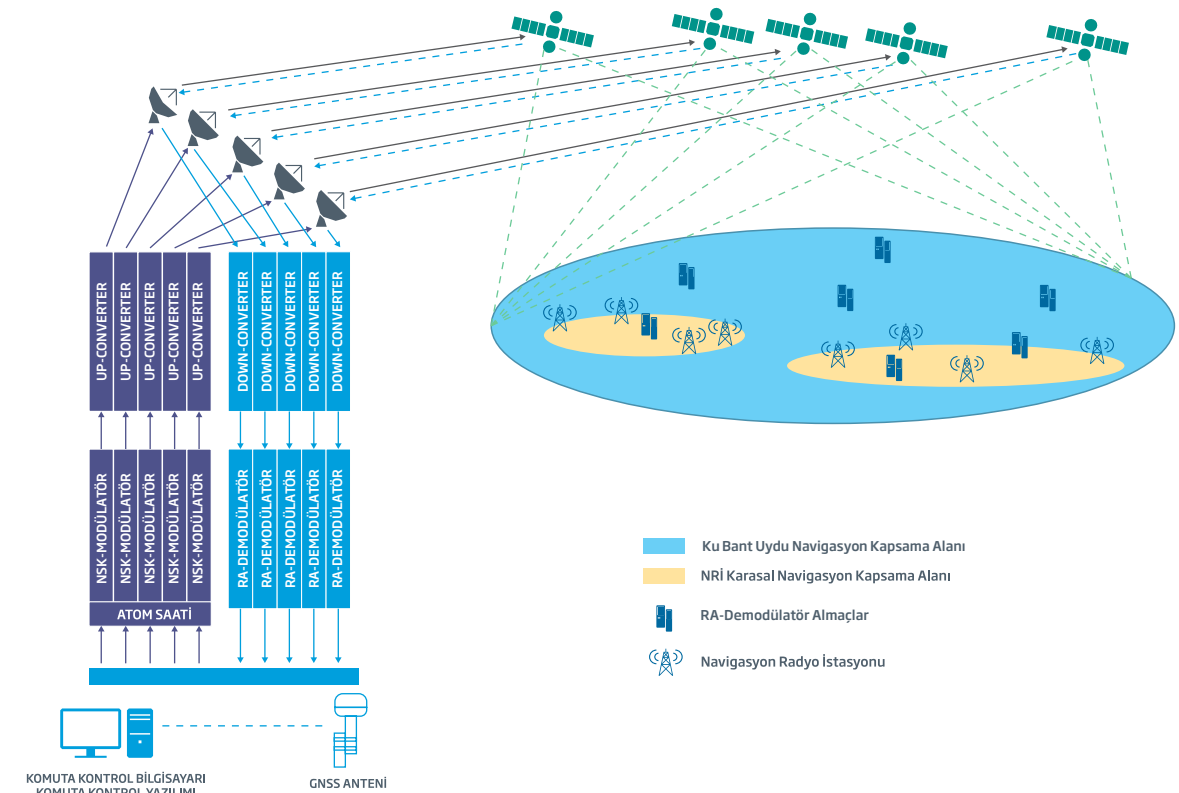 UP-CONVERTER
UP-CONVERTER
UP-CONVERTER
UP-CONVERTER
UP-CONVERTER
DOWN-CONVERTER
DOWN-CONVERTER
DOWN-CONVERTER
DOWN-CONVERTER
DOWN-CONVERTER
NSK-MODÜLATÖR
NSK-MODÜLATÖR
NSK-MODÜLATÖR
NSK-MODÜLATÖR
NSK-MODÜLATÖR
RA-DEMODÜLATÖR
RA-DEMODÜLATÖR
RA-DEMODÜLATÖR
RA-DEMODÜLATÖR
RA-DEMODÜLATÖR
ATOM SAATİ
Ku Bant Uydu Navigasyon Kapsama Alanı
NRİ Karasal Navigasyon Kapsama Alanı
RA-Demodülatör Almaçlar
Navigasyon Radyo İstasyonu
KOMUTA KONTROL BİLGİSAYARI
KOMUTA KONTROL YAZILIMI
GNSS ANTENİ